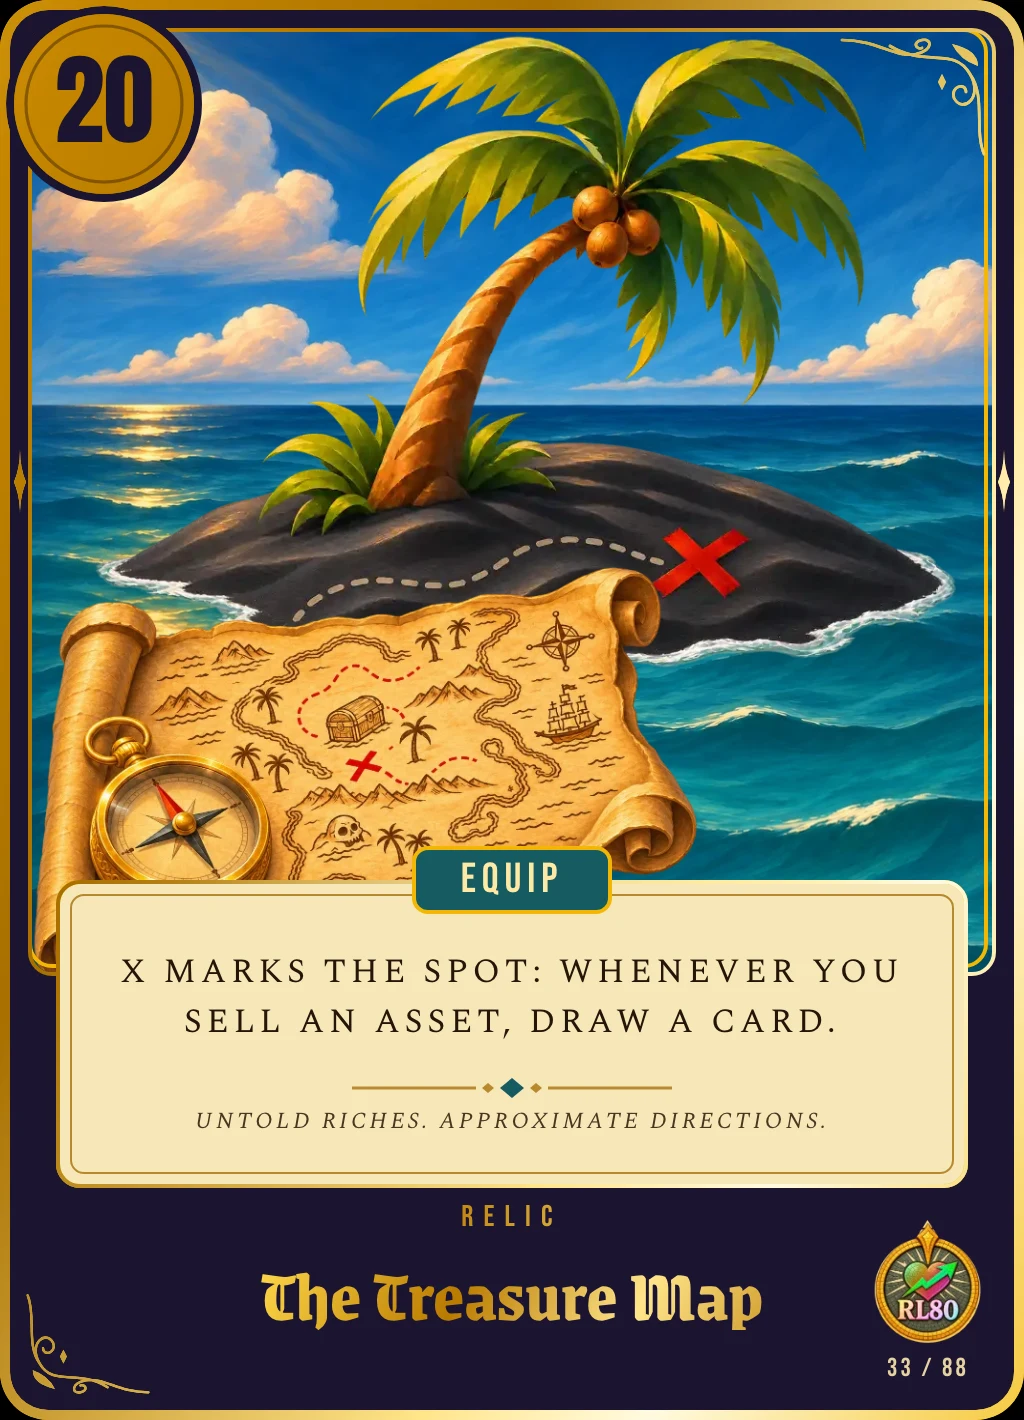 20
EQUIP
X MARKS THE SPOT: WHENEVER YOU
SELL AN ASSET, DRAW A CARD.
UNTOLD RICHES. APPROXIMATE DIRECTIONS.
RELIC
The Treasure Map
RL80
33 / 88